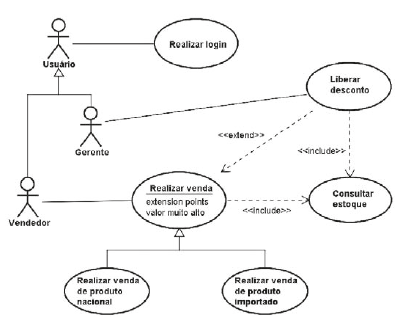 Usuário
Realizar login
Liberar
desconto
Gerente
<<extend>>
<<include>>
Vendedor
Realizar venda
extension points
valor muito alto
<<include>>
Consultar
estoque
Realizar venda
de produto
nacional
Realizar venda
de produto
importado